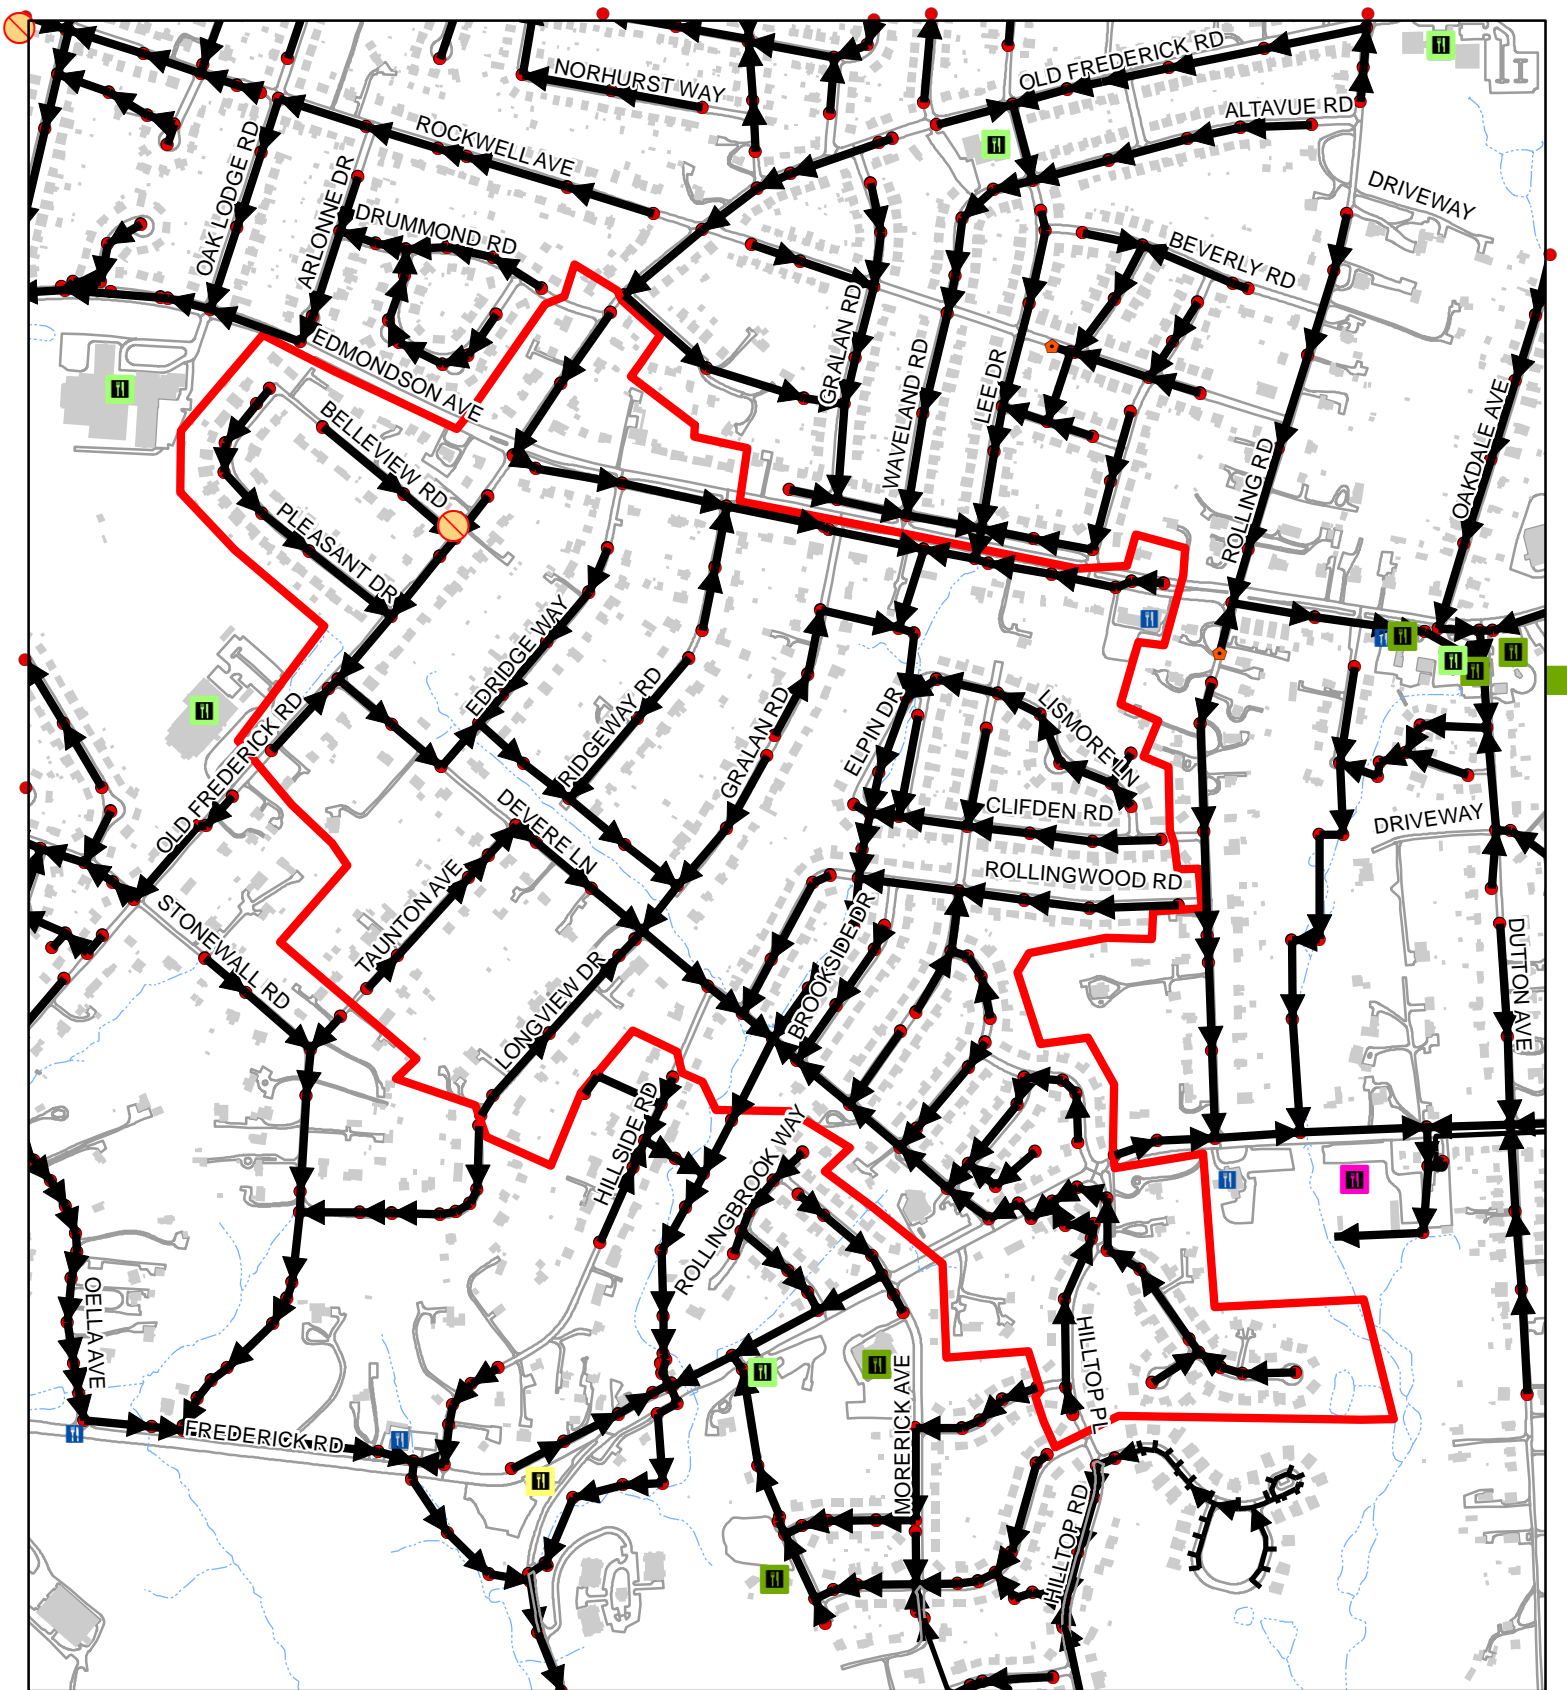 OLD FREDERICK RD
NORHURST WAY
ALTAVUE RD
ROCKWELL AVE
OAK LODGE RD
ARLONNE DR
DRIVEWAY
DRUMMOND RD
BEVERLY RD
GRALAN RD
EDMONDSON AVE
WAVELAND RD
LEE DR
OAKDALE AVE
BELLEVIEW RD
ROLLING RD
PLEASANT DR
EDRIDGE WAY
RIDGEWAY RD
GRALAN RD
ELPIN DR
LISMORE LN
OLD FREDERICK RD
DEVERE LN
CLIFDEN RD
DRIVEWAY
TAUNTON AVE
ROLLINGWOOD RD
STONEWALL RD
BROOKSIDE DR
DUTTON AVE
LONGVIEW DR
HILLSIDE RD
ROLLINGBROOK WAY
OELLA AVE
HILLTOP PL
MORERICK AVE
FREDERICK RD
HILLTOP RD